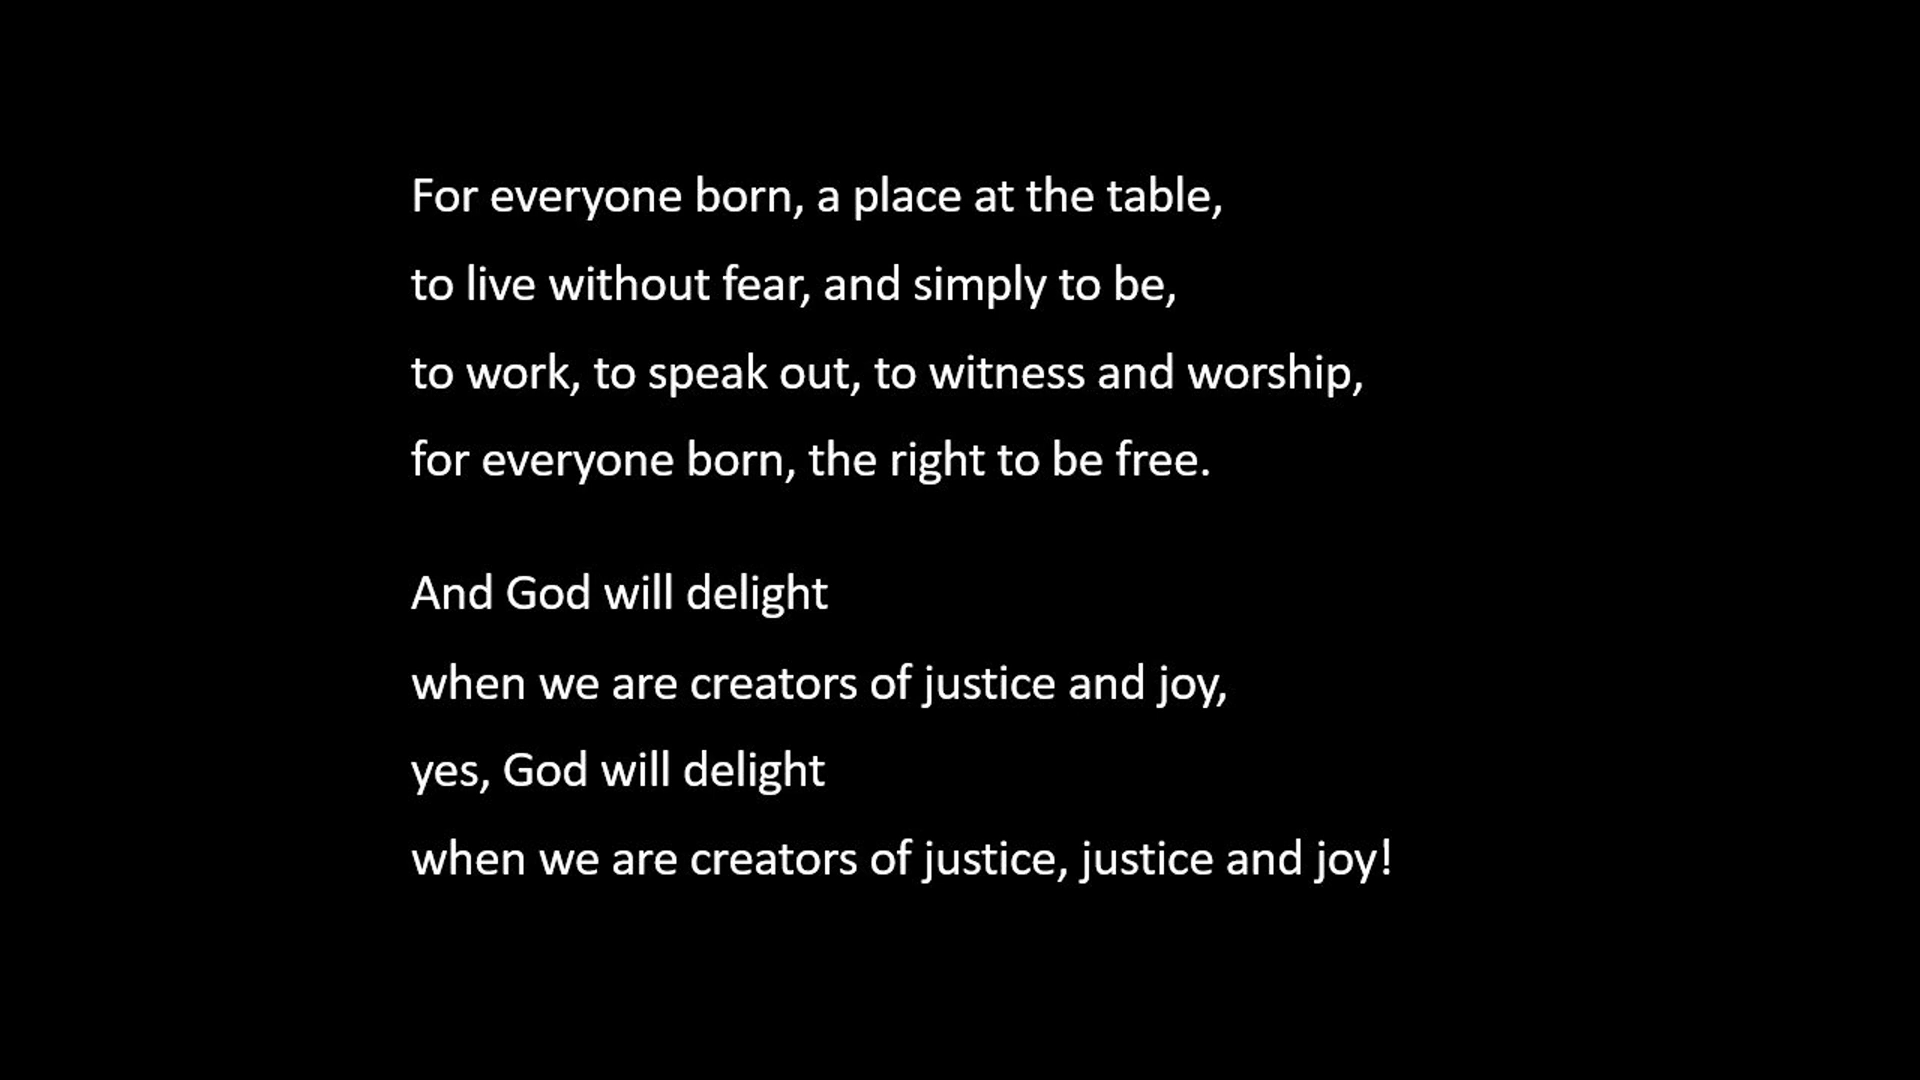 For everyone born, a place at the table,
to live without fear, and simply to be,
to work, to speak out, to witness and worship,
for everyone born, the right to be free.
And God will delight
when we are creators of justice and joy,
yes, God will delight
when we are creators of justice, justice and joy!